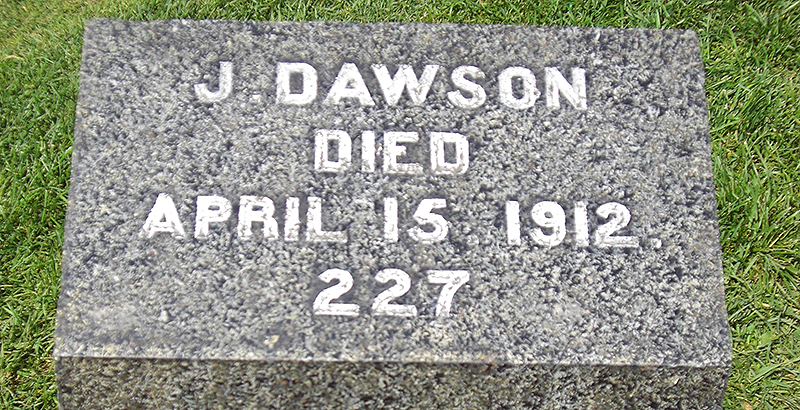 J. DAWSON
DIED
APRIL 15 1912.
227